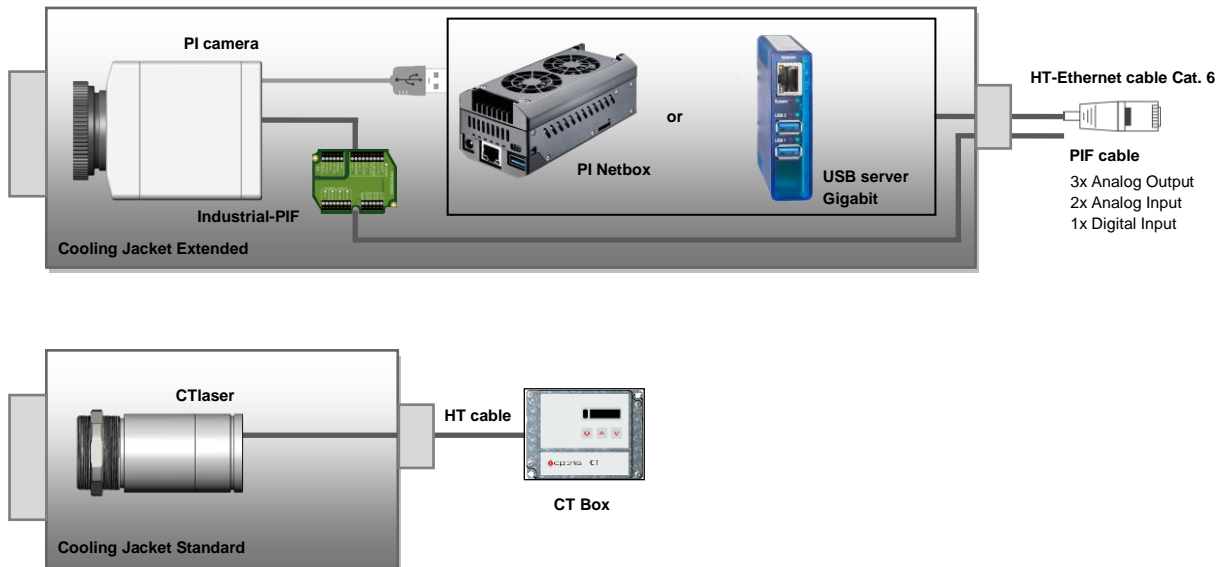 PI camera
HT-Ethernet cable Cat. 6
or
PI Netbox
PIF cable
USB server
Gigabit
3x Analog Output
2x Analog Input
1x Digital Input
Industrial-PIF
Cooling Jacket Extended
CTlaser
HT cable
CT Box
Cooling Jacket Standard